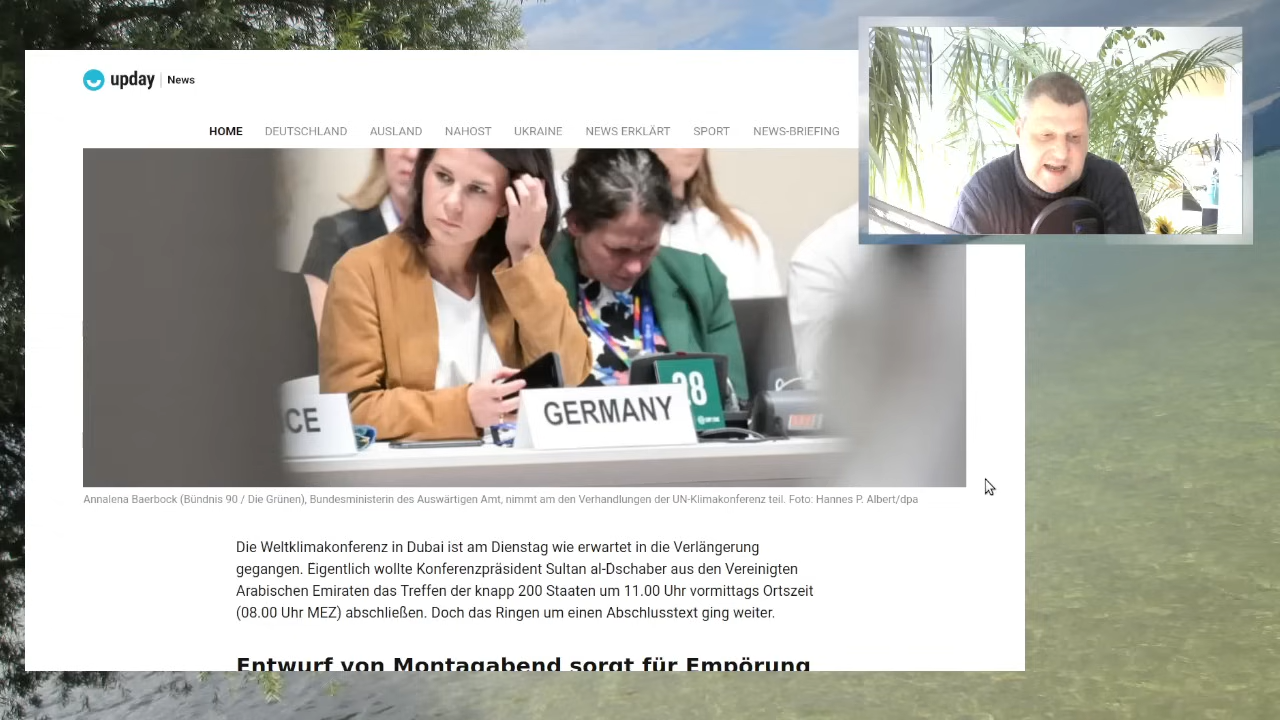 upday News
HOME DEUTSCHLAND AUSLAND NAHOST UKRAINE NEWS ERKLÄRT SPORT NEWS-BRIEFING
28
CE
GERMANY
Annalena Baerbock (Bündnis 90 / Die Grünen), Bundesministerin des Auswärtigen Amt, nimmt am den Verhandlungen der UN-Klimakonferenz teil. Foto: Hannes P. Albert/dpa
Die Weltklimakonferenz in Dubai ist am Dienstag wie erwartet in die Verlängerung
gegangen. Eigentlich wollte Konferenzpräsident Sultan al-Dschaber aus den Vereinigten
Arabischen Emiraten das Treffen der knapp 200 Staaten um 11.00 Uhr vormittags Ortszeit
(08.00 Uhr MEZ) abschließen. Doch das Ringen um einen Abschlusstext ging weiter.
Entwurf von Montagabend sorgt für Empörung